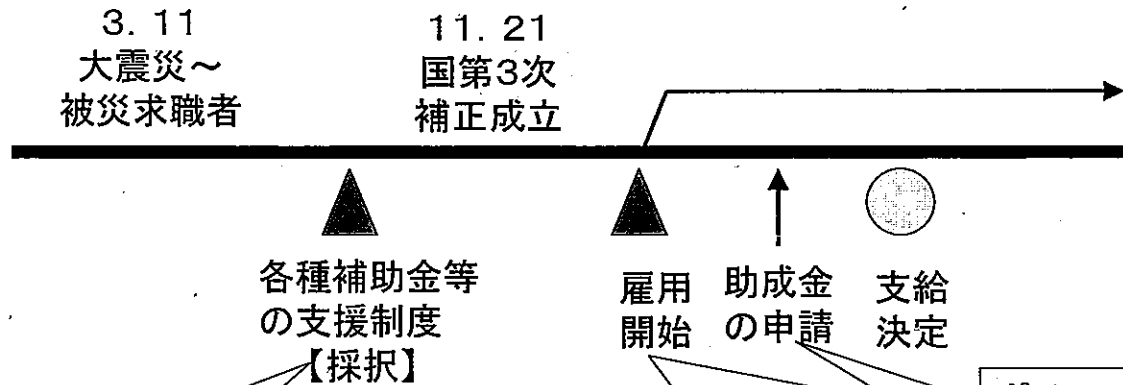 3. 11
大震災～
被災求職者
11. 21
国第3次
補正成立
各種補助金等
の支援制度
【採択】
雇用
開始
助成金
の申請
支給
決定